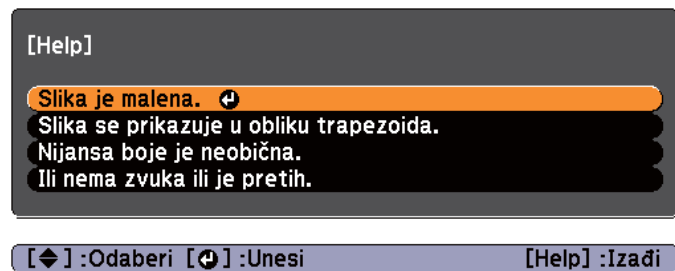 [Help]
Slika je malena.
Slika se prikazuje u obliku trapezoida.
Nijansa boje je neobična.
Ili nema zvuka ili je pretih.
[◆] :Odaberi [↵] :Unesi [Help] :Izađi